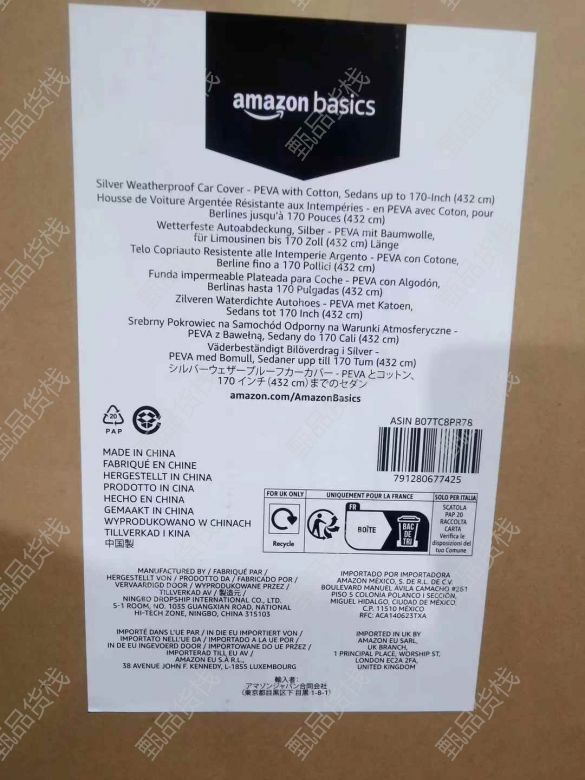 amazon basics
Silver Weatherproof Car Cover - PEVA with Cotton, Sedans up to 170-Inch (432 cm)
Housse de Voiture Argentée Résistante aux Intempéries - en PEVA avec Coton, pour
Berlines jusqu'à 170 Pouces (432 cm)
Wetterfeste Autoabdeckung, Silber - PEVA mit Baumwolle,
für Limousinen bis 170 Zoll (432 cm) Länge
Telo Copriauto Resistente alle Intemperie Argento - PEVA con Cotone,
Berline fino a 170 Pollici (432 cm)
Funda impermeable Plateada para Coche - PEVA con Algodón,
Berlinas hasta 170 Pulgadas (432 cm)
Zilveren Waterdichte Autohoes - PEVA met Katoen,
Sedans tot 170 Inch (432 cm)
Srebrny Pokrowiec na Samochód Odporny na Warunki Atmosferyczne -
PEVA z Bawełną, Sedany do 170 Cali (432 cm)
Väderbeständigt Bilöverdrag i Silver -
PEVA med Bomull, Sedaner upp till 170 Tum (432 cm)
シルバーウェザープルーフカーカバー - PEVAとコットン、
170 インチ (432 cm) までのセダン
amazon.com/AmazonBasics
20
PAP
ASIN B07TC8PR78
791280677425
MADE IN CHINA
FABRIQUÉ EN CHINE
HERGESTELLT IN CHINA
PRODOTTO IN CINA
HECHO EN CHINA
GEMAAKT IN CHINA
WYPRODUKOWANO W CHINACH
TILLVERKAD I KINA
中国製
FOR UK ONLY
Recycle
UNIQUEMENT POUR LA FRANCE
FR
BOÎTE
BAC
DE
TRI
SOLO PER ITALIA
SCATOLA
PAP 20
RACCOLTA
CARTA
Verifica le
disposizioni del
tuo Comune
MANUFACTURED BY / FABRIQUÉ PAR /
HERGESTELLT VON / PRODOTTO DA / FABRICADO POR /
VERVAARDIGD DOOR / WYPRODUKOWANE PRZEZ /
TILLVERKAD AV / 製造元 /
NINGBO DROPSHIP INTERNATIONAL CO., LTD.
S-1 ROOM, NO. 1035 GUANGXIAN ROAD, NATIONAL
HI-TECH ZONE, NINGBO, CHINA 315103
IMPORTÉ DANS L'UE PAR / IN DIE EU IMPORTIERT VON /
IMPORTATO NELL'UE DA / IMPORTADO A LA UE POR /
IN DE EU INGEVOERD DOOR / IMPORTOWANE DO UE PRZEZ /
IMPORTERAD TILL EU AV /
AMAZON EU S.À R.L.,
38 AVENUE JOHN F. KENNEDY, L-1855 LUXEMBOURG
IMPORTADO POR IMPORTADORA
AMAZON MÉXICO, S. DE R.L. DE C.V.
BOULEVARD MANUEL AVILA CAMACHO #261
PISO 5 COLONIA POLANCO I SECCIÓN,
MIGUEL HIDALGO, CIUDAD DE MEXICO
C.P. 11510 MÉXICO
RFC: ACA140623TXA
IMPORTED IN UK BY
AMAZON EU SARL,
UK BRANCH,
1 PRINCIPAL PLACE, WORSHIP ST,
LONDON EC2A 2FA,
UNITED KINGDOM
輸入者:
アマゾンジャパン合同会社
(東京都目黒区下目黒 1-8-1)
甄品货栈